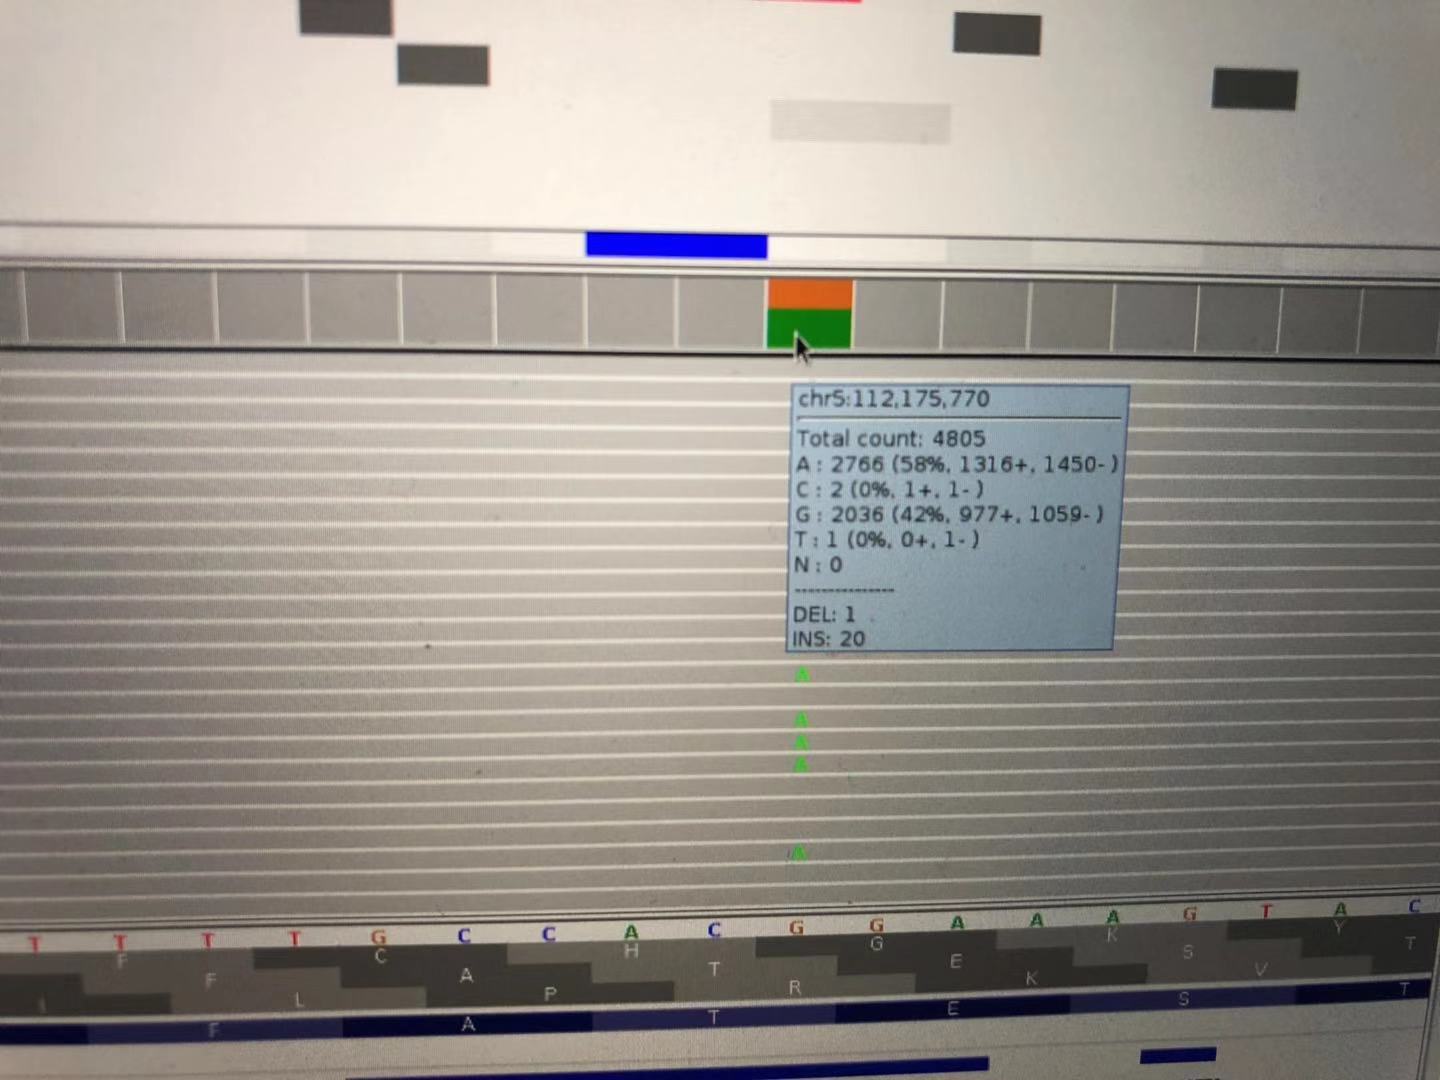 chr5:112,175,770
Total count: 4805
A : 2766 (58%, 1316+, 1450- )
C : 2 (0%, 1+, 1- )
G : 2036 (42%, 977+, 1059- )
T : 1 (0%, 0+, 1- )
N : 0
---------------
DEL: 1
INS: 20
A
A
A
A
A
T T T T G C C A C G G A A A G T A C
F C H G K Y
F A T E S T
L P R K V
F A T E S T